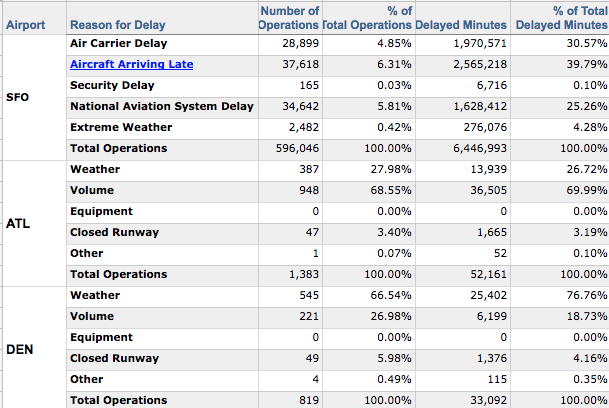 Airport Reason for Delay Number of Operations % of Total Operations Delayed Minutes % of Total Delayed Minutes
SFO
Air Carrier Delay 28,899 4.85% 1,970,571 30.57%
Aircraft Arriving Late 37,618 6.31% 2,565,218 39.79%
Security Delay 165 0.03% 6,716 0.10%
National Aviation System Delay 34,642 5.81% 1,628,412 25.26%
Extreme Weather 2,482 0.42% 276,076 4.28%
Total Operations 596,046 100.00% 6,446,993 100.00%
ATL
Weather 387 27.98% 13,939 26.72%
Volume 948 68.55% 36,505 69.99%
Equipment 0 0.00% 0 0.00%
Closed Runway 47 3.40% 1,665 3.19%
Other 1 0.07% 52 0.10%
Total Operations 1,383 100.00% 52,161 100.00%
DEN
Weather 545 66.54% 25,402 76.76%
Volume 221 26.98% 6,199 18.73%
Equipment 0 0.00% 0 0.00%
Closed Runway 49 5.98% 1,376 4.16%
Other 4 0.49% 115 0.35%
Total Operations 819 100.00% 33,092 100.00%